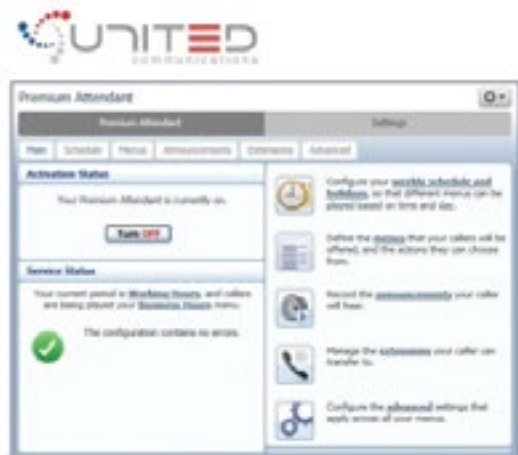 UNITED
communications
Premium Attendant
Premium Attendant
Settings
Main Schedule Menus Announcements Extensions Advanced
Activation Status
Your Premium Attendant is currently on.
Turn OFF
Service Status
Your current period is Working Hours, and callers
are being played your Business Hours menu.
The configuration contains no errors.
Configure your weekly schedule and
holidays, so that different menus can be
played based on time and day.
Define the menus that your callers will be
offered, and the actions they can choose
from.
Record the announcements your caller
will hear.
Manage the extensions your caller can
transfer to.
Configure the advanced settings that
apply across all your menus.